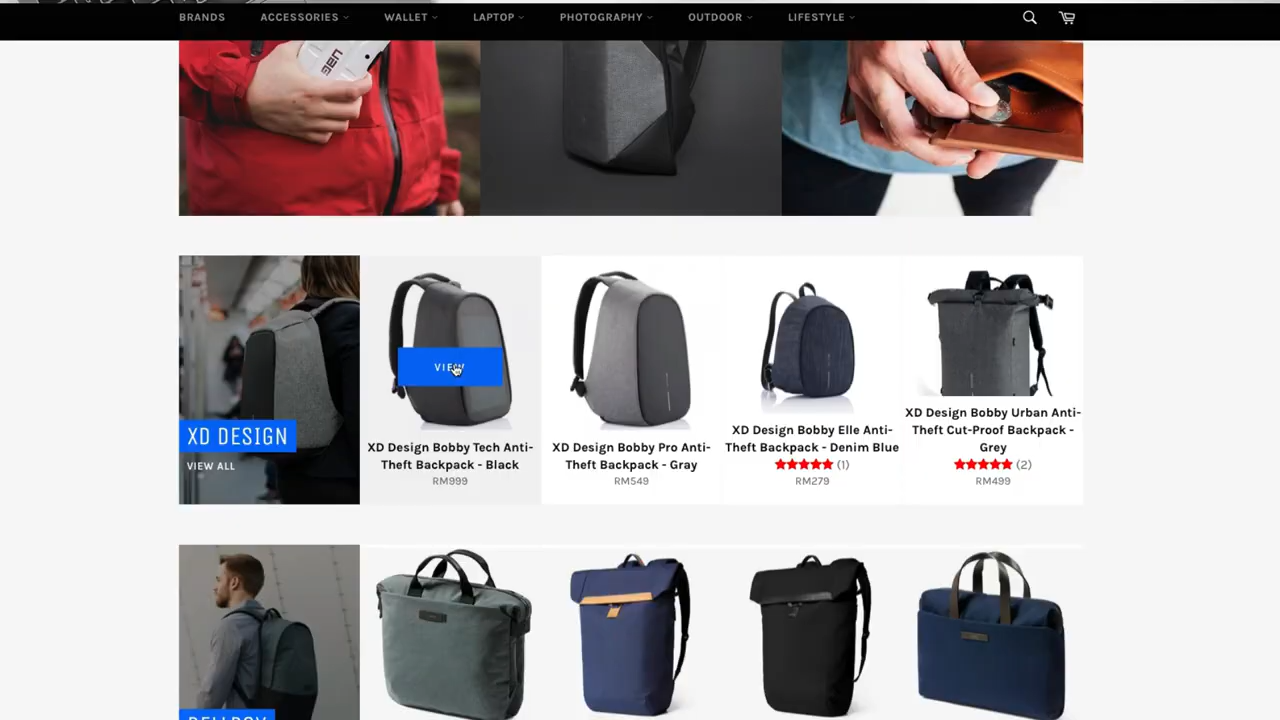 BRANDS ACCESSORIES WALLET LAPTOP PHOTOGRAPHY OUTDOOR LIFESTYLE
UBG
XD DESIGN
VIEW ALL
VIEW
XD Design Bobby Tech Anti-
Theft Backpack - Black
RM999
XD Design Bobby Pro Anti-
Theft Backpack - Gray
RM549
XD Design Bobby Elle Anti-
Theft Backpack - Denim Blue
(1)
RM279
XD Design Bobby Urban Anti-
Theft Cut-Proof Backpack -
Grey
(2)
RM499
BELLROY